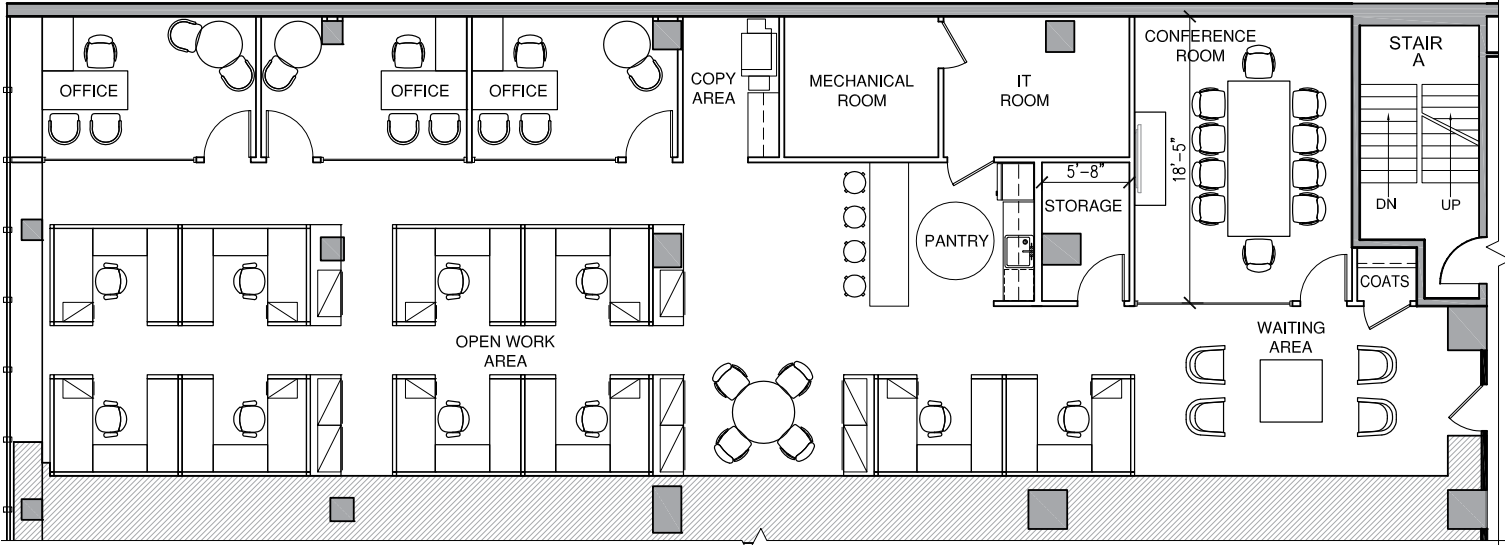 OFFICE
OFFICE
OFFICE
COPY
AREA
MECHANICAL
ROOM
IT
ROOM
CONFERENCE
ROOM
STAIR
A
18'-5"
5'-8"
STORAGE
DN
UP
PANTRY
COATS
OPEN WORK
AREA
WAITING
AREA